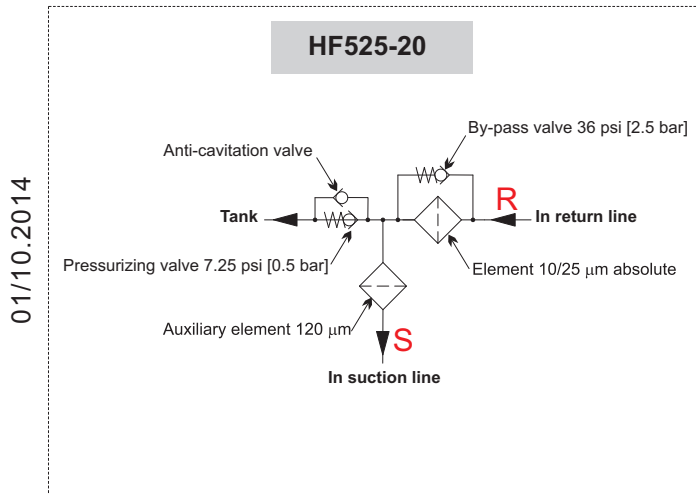 HF525-20
By-pass valve 36 psi [2.5 bar]
Anti-cavitation valve
R
Tank
In return line
Pressurizing valve 7.25 psi [0.5 bar]
Element 10/25 μm absolute
Auxiliary element 120 μm
S
In suction line
01/10.2014